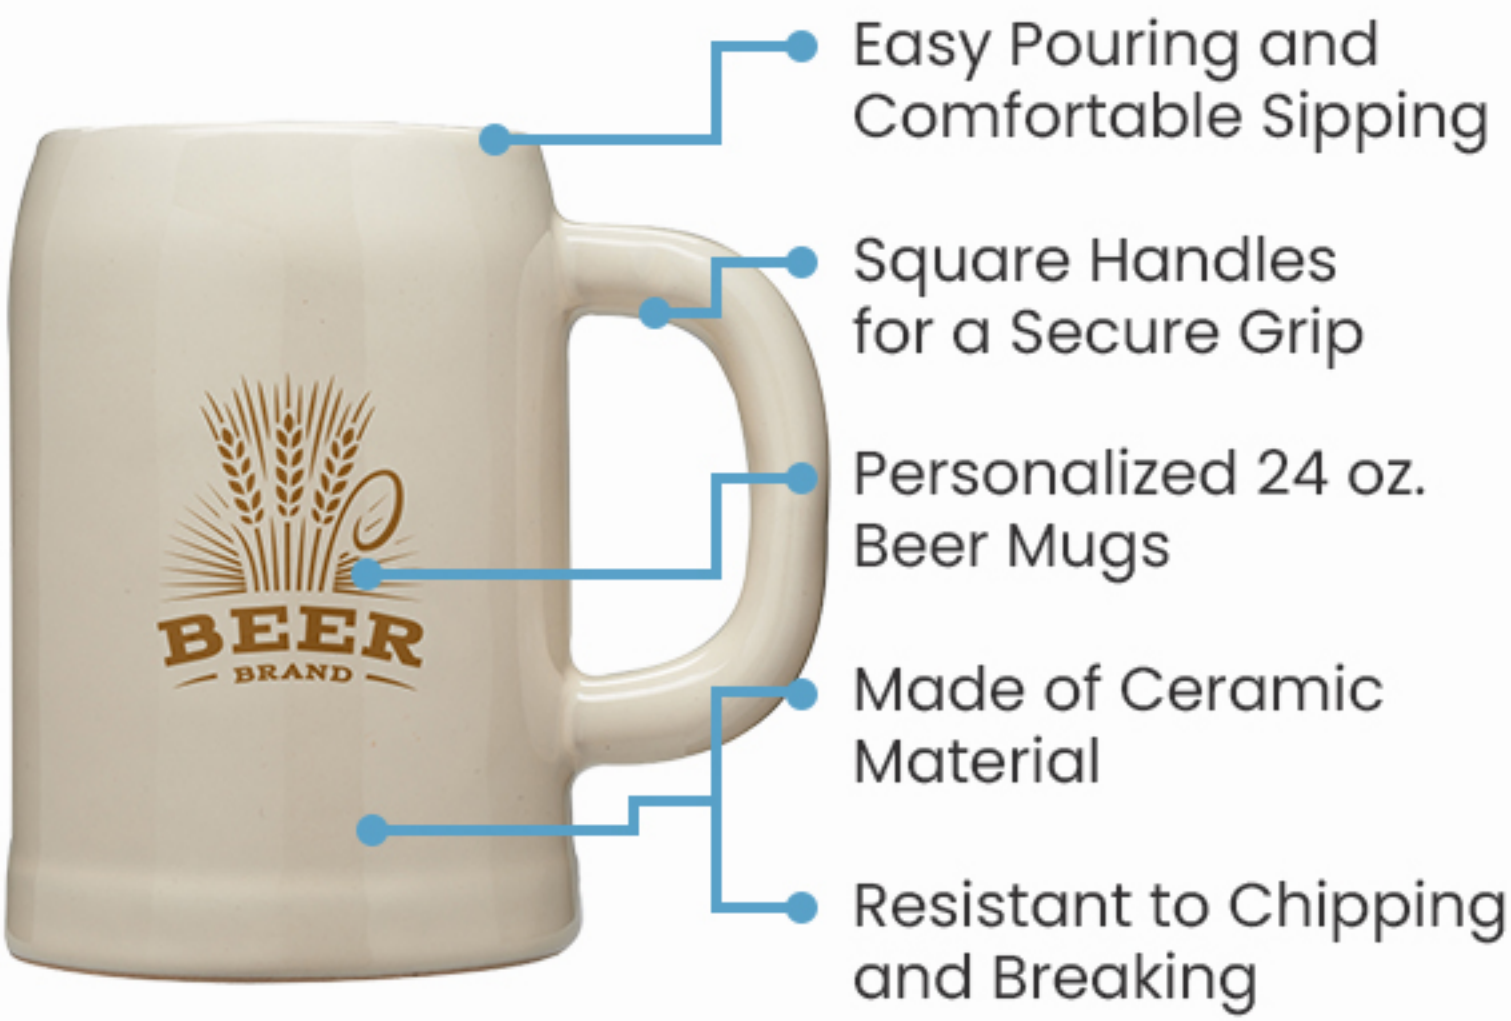 Easy Pouring and
Comfortable Sipping
Square Handles
for a Secure Grip
Personalized 24 oz.
Beer Mugs
Made of Ceramic
Material
Resistant to Chipping
and Breaking
BEER
BRAND